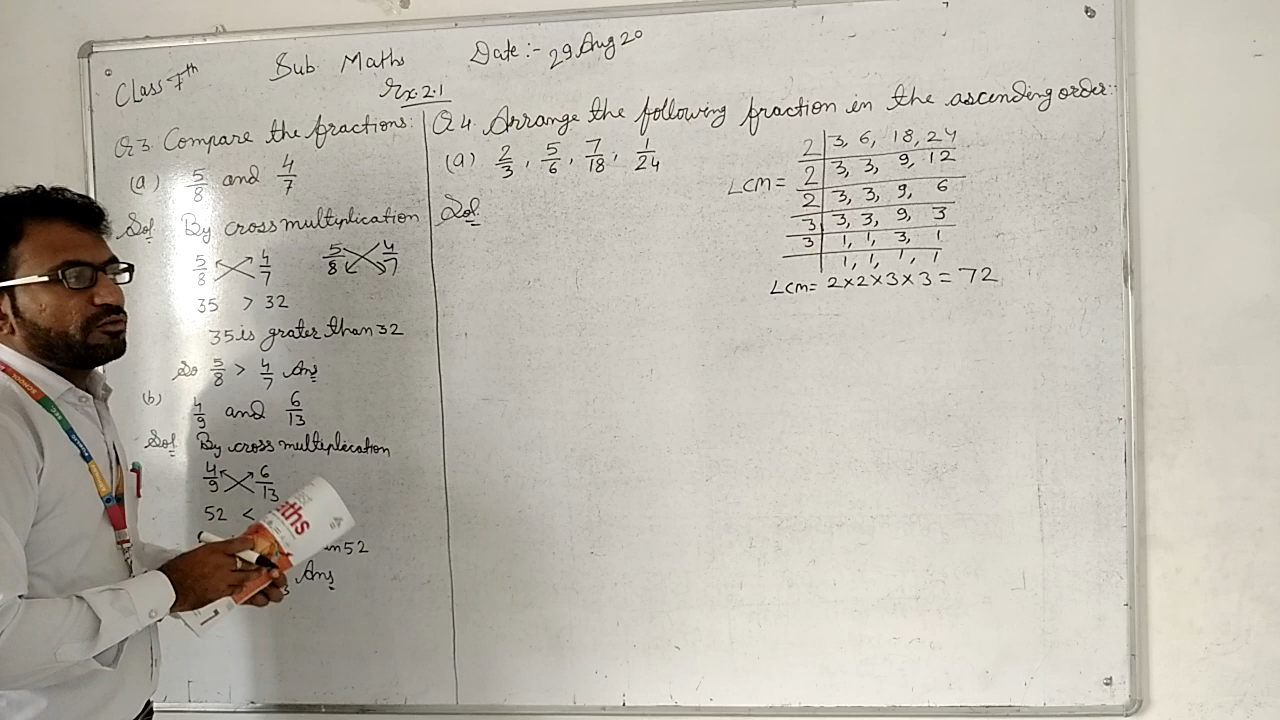 Class 7th Sub. Maths Date:- 29 Aug 20
Ex. 2.1
Q3. Compare the fractions:
(a) 5/8 and 4/7
Sol. By cross multiplication
5/8 4/7 5/8 4/7
35 > 32
35 is grater than 32
So 5/8 > 4/7 Ans
(b) 4/9 and 6/13
Sol. By cross multiplication
4/9 6/13
52 <
52
Ans
Q4. Arrange the following fraction in the ascending order:
(a) 2/3, 5/6, 7/18, 1/24
Sol.
2 | 3, 6, 18, 24
LCM = 2 | 3, 3, 9, 12
2 | 3, 3, 9, 6
3 | 3, 3, 9, 3
3 | 1, 1, 3, 1
1, 1, 1, 1
LCM = 2×2×3×3 = 72